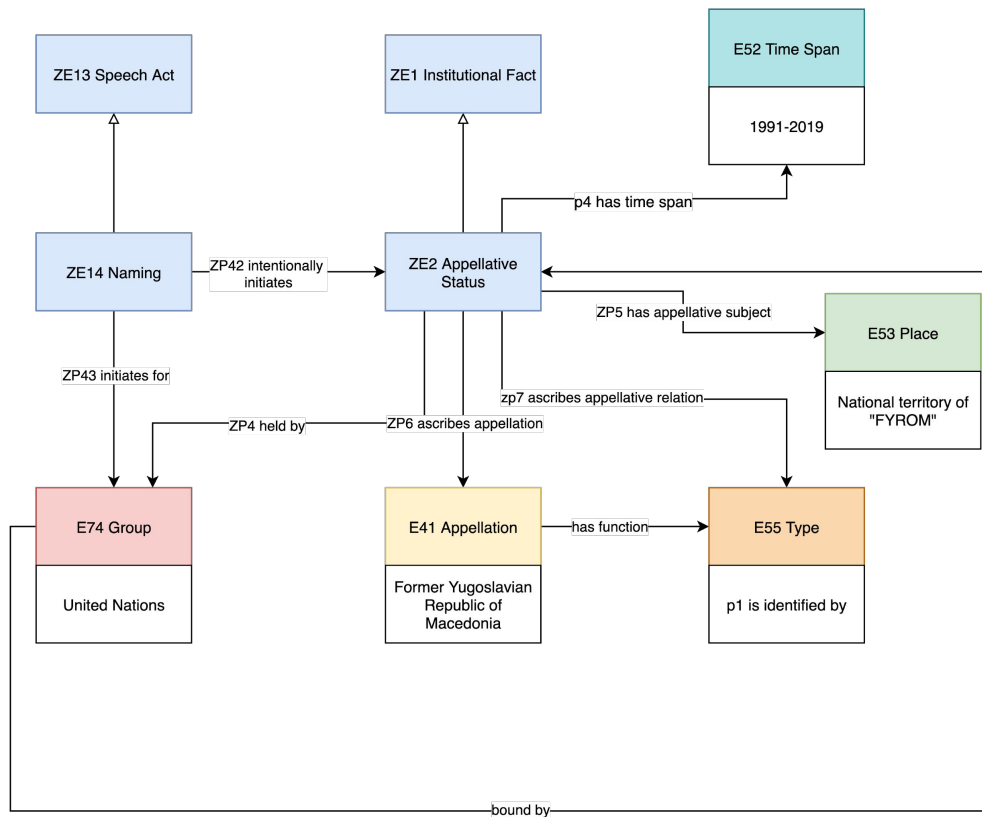 E52 Time Span
ZE13 Speech Act
ZE1 Institutional Fact
1991-2019
p4 has time span
ZE14 Naming
ZP42 intentionally
initiates
ZE2 Appellative
Status
ZP5 has appellative subject
E53 Place
ZP43 initiates for
zp7 ascribes appellative relation
National territory of
"FYROM"
ZP4 held by
ZP6 ascribes appellation
E74 Group
E41 Appellation
has function
E55 Type
United Nations
Former Yugoslavian
Republic of
Macedonia
p1 is identified by
bound by